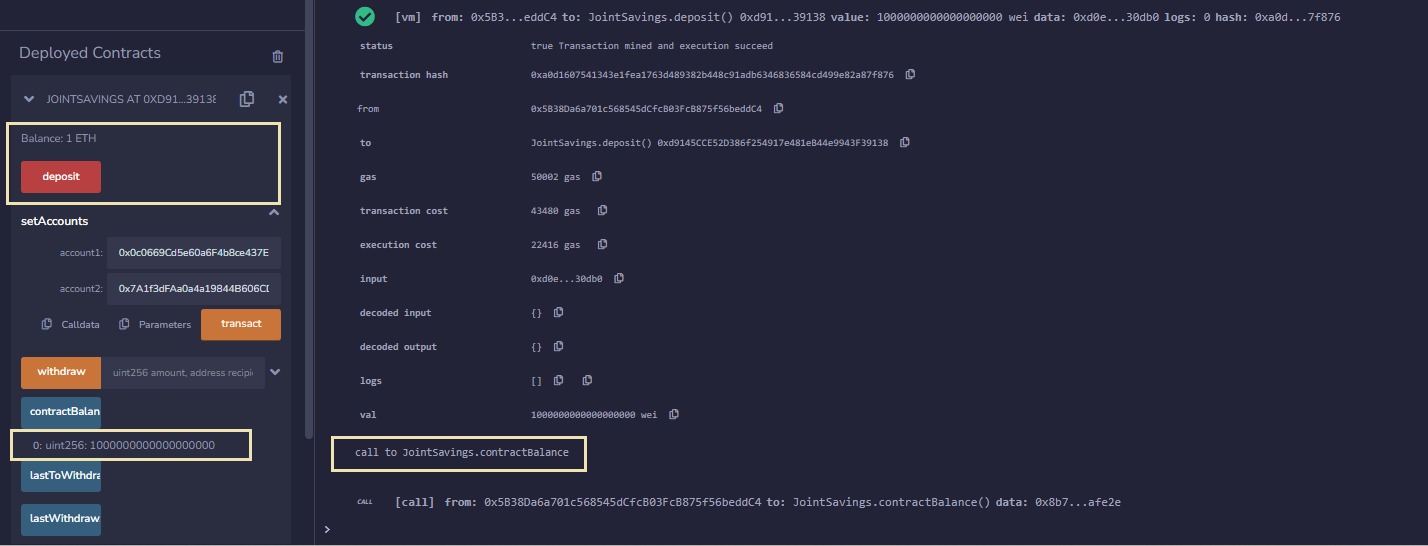 Deployed Contracts
JOINTSAVINGS AT 0XD91...39138
Balance: 1 ETH
deposit
setAccounts
account1: 0x0c0669Cd5e60a6F4b8ce437E
account2: 0x7A1f3dFAa0a4a19844B606CD
Calldata Parameters transact
withdraw uint256 amount, address recipie
contractBalan
0: uint256: 1000000000000000000
lastToWithdra
lastWithdraw
[vm] from: 0x5B3...eddC4 to: JointSavings.deposit() 0xd91...39138 value: 1000000000000000000 wei data: 0xd0e...30db0 logs: 0 hash: 0xa0d...7f876
status true Transaction mined and execution succeed
transaction hash 0xa0d1607541343e1fea1763d489382b448c91adb6346836584cd499e82a87f876
from 0x5B38Da6a701c568545dCfcB03FcB875f56beddC4
to JointSavings.deposit() 0xd9145CCE52D386f254917e481eB44e9943F39138
gas 50002 gas
transaction cost 43480 gas
execution cost 22416 gas
input 0xd0e...30db0
decoded input {}
decoded output {}
logs []
val 1000000000000000000 wei
call to JointSavings.contractBalance
CALL [call] from: 0x5B38Da6a701c568545dCfcB03FcB875f56beddC4 to: JointSavings.contractBalance() data: 0x8b7...afe2e
>